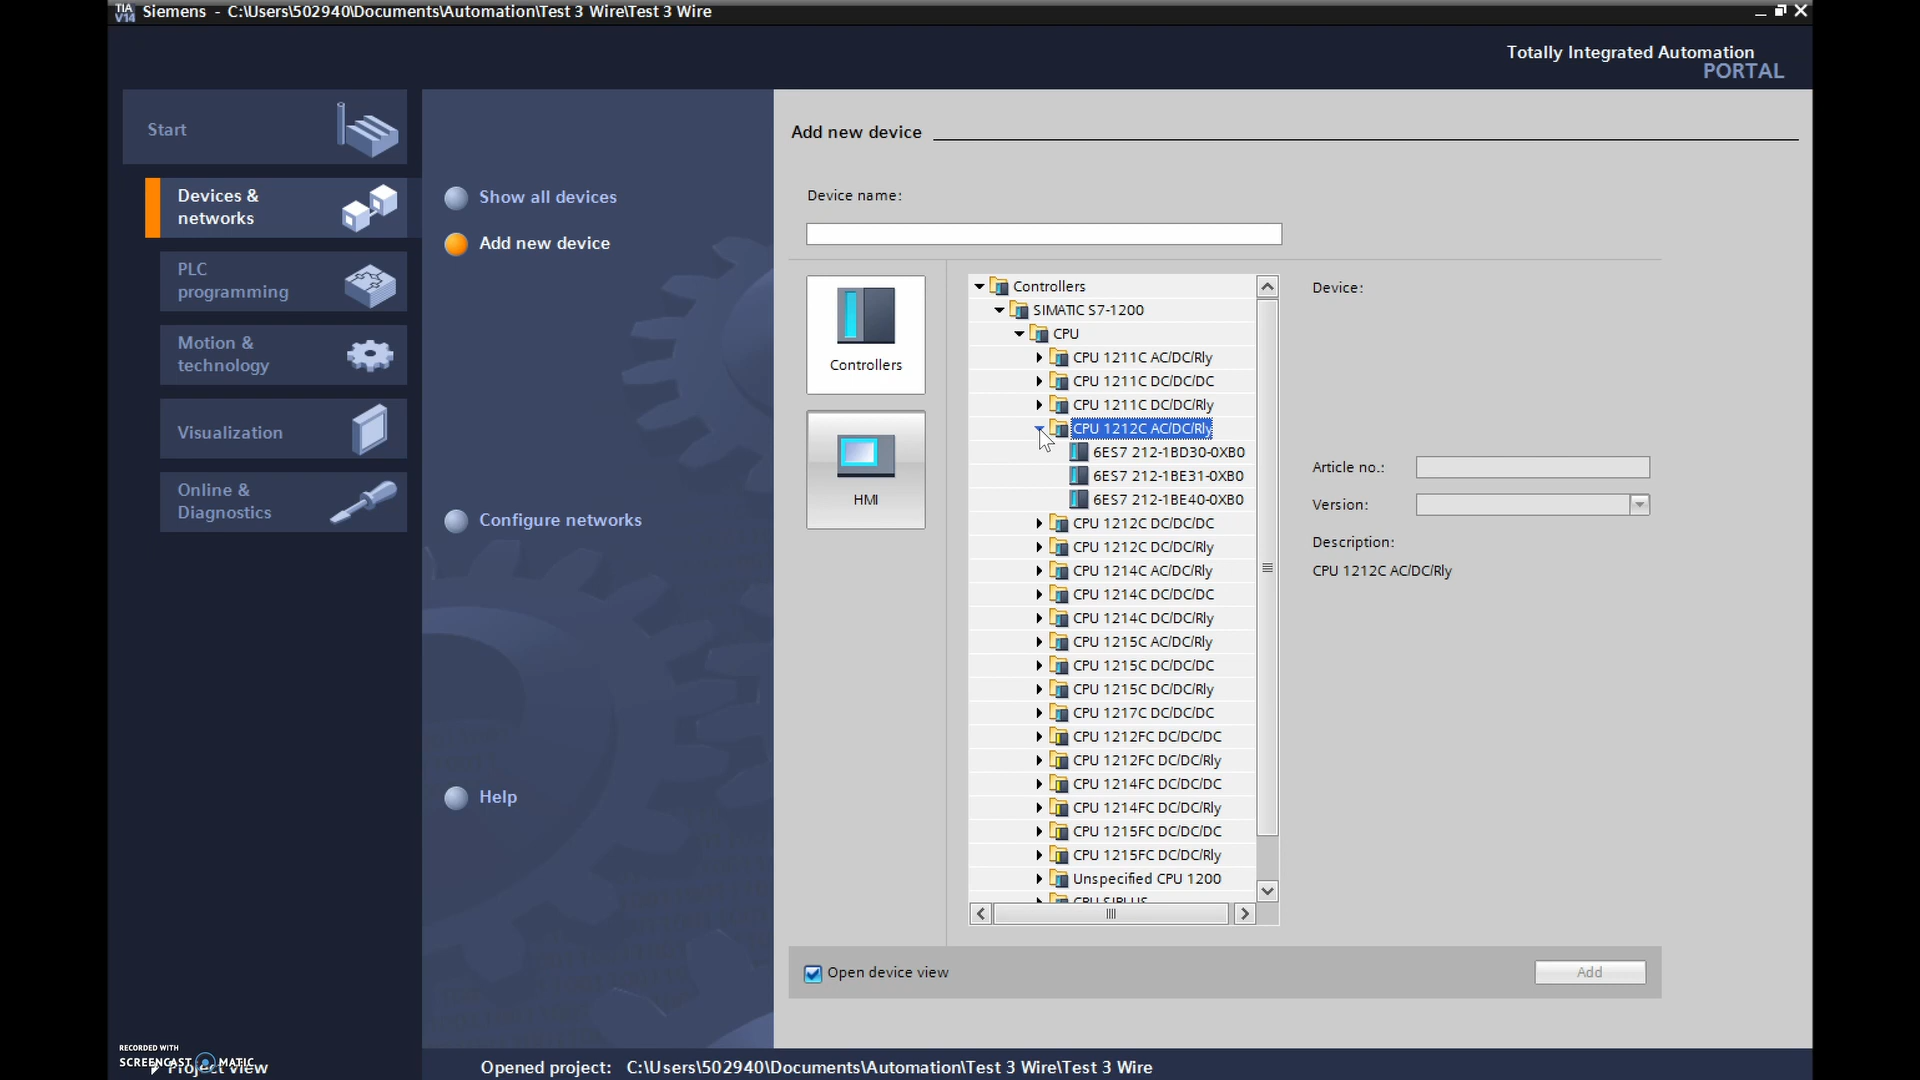 TIA
V14
Siemens - C:\Users\502940\Documents\Automation\Test 3 Wire\Test 3 Wire
Totally Integrated Automation
PORTAL
Start
Devices &
networks
PLC
programming
Motion &
technology
Visualization
Online &
Diagnostics
Show all devices
Add new device
Configure networks
Help
Add new device
Device name:
Controllers
HMI
Controllers
SIMATIC S7-1200
CPU
CPU 1211C AC/DC/Rly
CPU 1211C DC/DC/DC
CPU 1211C DC/DC/Rly
CPU 1212C AC/DC/Rly
6ES7 212-1BD30-0XB0
6ES7 212-1BE31-0XB0
6ES7 212-1BE40-0XB0
CPU 1212C DC/DC/DC
CPU 1212C DC/DC/Rly
CPU 1214C AC/DC/Rly
CPU 1214C DC/DC/DC
CPU 1214C DC/DC/Rly
CPU 1215C AC/DC/Rly
CPU 1215C DC/DC/DC
CPU 1215C DC/DC/Rly
CPU 1217C DC/DC/DC
CPU 1212FC DC/DC/DC
CPU 1212FC DC/DC/Rly
CPU 1214FC DC/DC/DC
CPU 1214FC DC/DC/Rly
CPU 1215FC DC/DC/DC
CPU 1215FC DC/DC/Rly
Unspecified CPU 1200
CPU SIPLUS
Device:
Article no.:
Version:
Description:
CPU 1212C AC/DC/Rly
Open device view
Add
RECORDED WITH
SCREENCAST MATIC
Project view
Opened project: C:\Users\502940\Documents\Automation\Test 3 Wire\Test 3 Wire